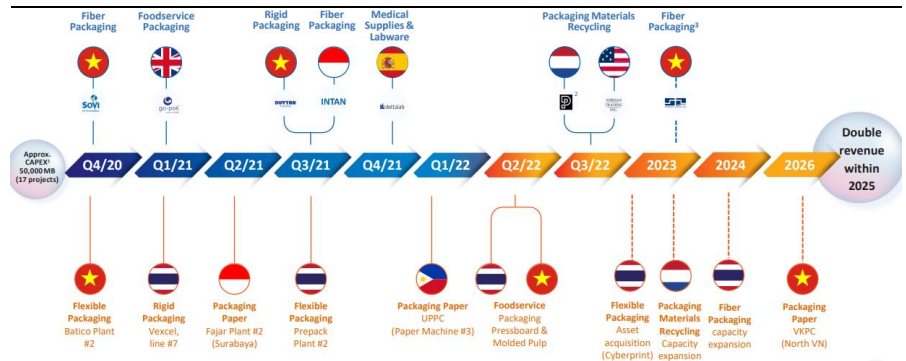 Fiber
Packaging
Foodservice
Packaging
Rigid
Packaging
Fiber
Packaging
Medical
Supplies &
Labware
Packaging Materials
Recycling
Fiber
Packaging³
SOVI
go-pak
DUYTAN
INTAN
deltalab
2
Approx.
CAPEX¹
50,000MB
(17 projects)
Q4/20
Q1/21
Q2/21
Q3/21
Q4/21
Q1/22
Q2/22
Q3/22
2023
2024
2026
Double
revenue
within
2025
Flexible
Packaging
Batico Plant
#2
Rigid
Packaging
Vexcel,
line #7
Packaging
Paper
Fajar Plant #2
(Surabaya)
Flexible
Packaging
Prepack
Plant #2
Packaging Paper
UPPC
(Paper Machine #3)
Foodservice
Packaging
Pressboard &
Molded Pulp
Flexible
Packaging
Asset
acquisition
(Cyberprint)
Packaging
Materials
Recycling
Capacity
expansion
Fiber
Packaging
capacity
expansion
Packaging
Paper
VKPC
(North VN)